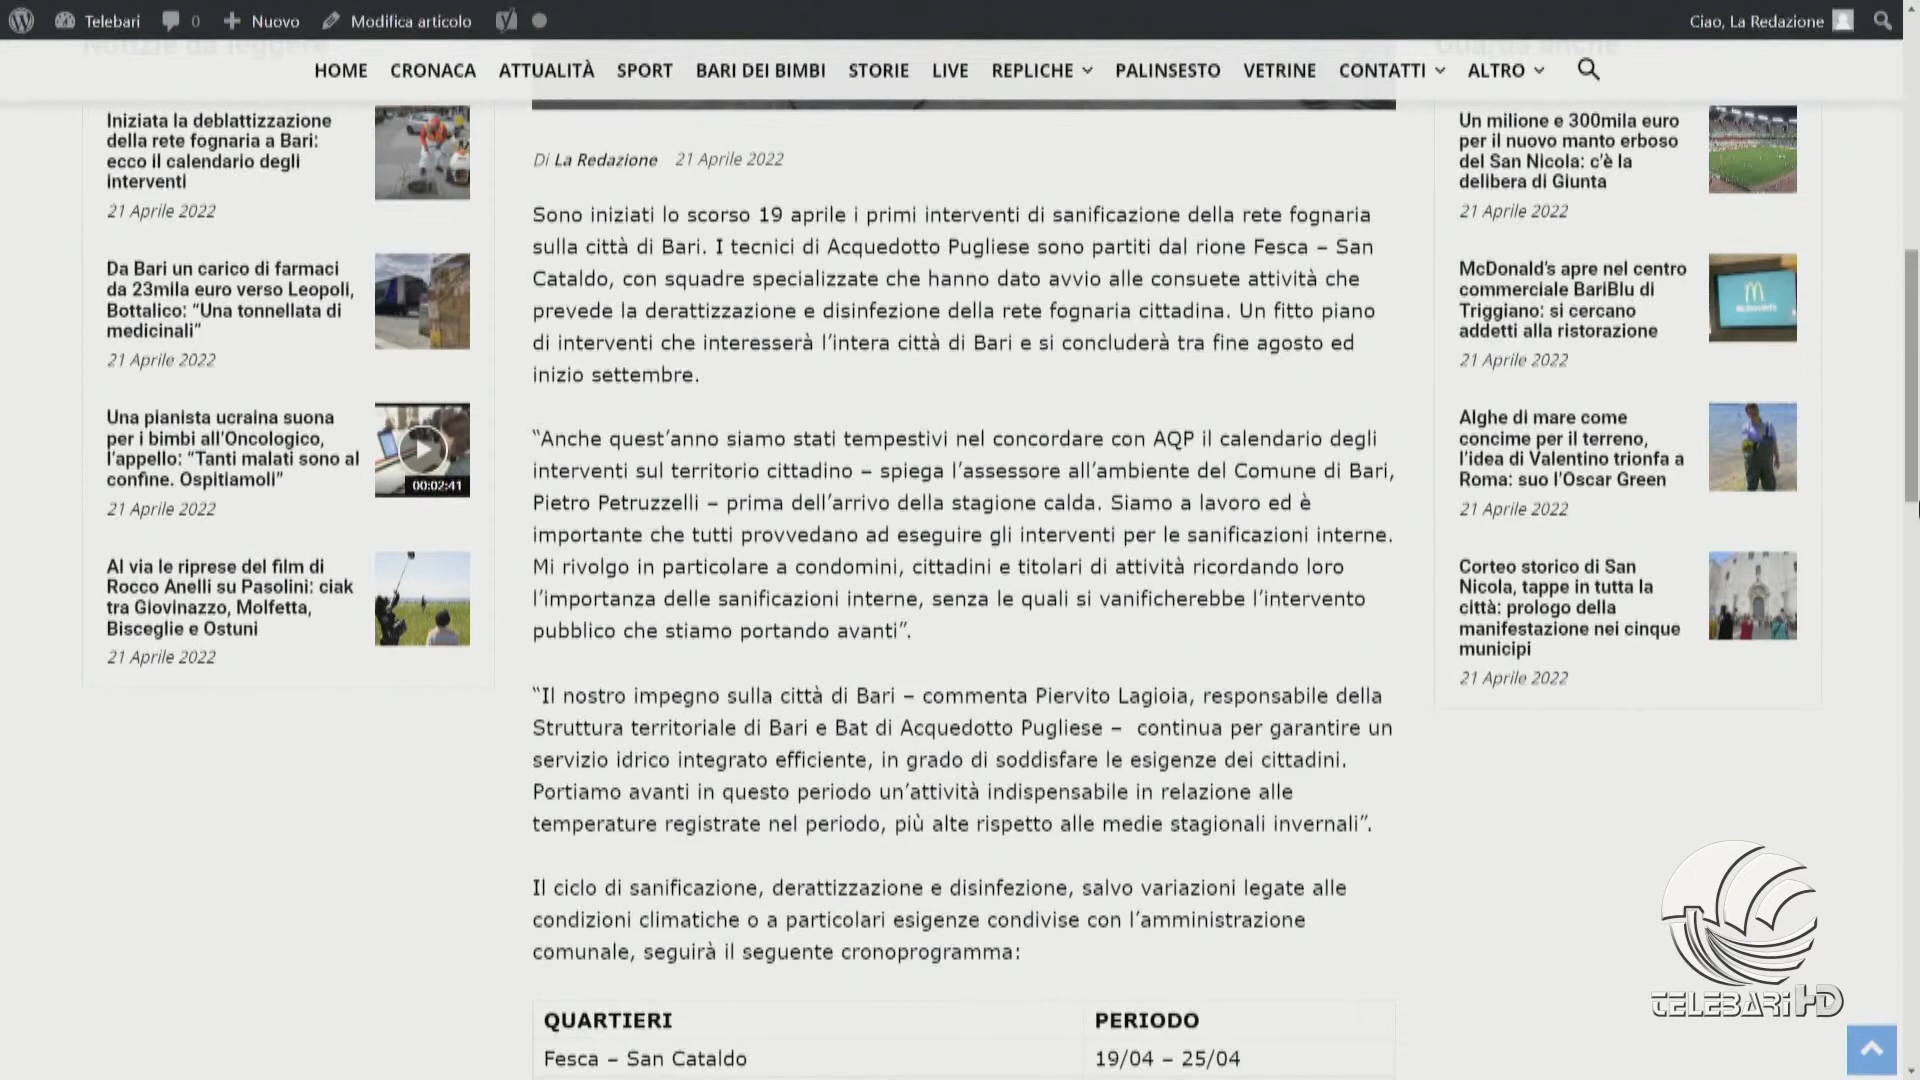 Telebari 0 Nuovo Modifica articolo Ciao, La Redazione
Notizie da leggere
Guarda anche
HOME CRONACA ATTUALITÀ SPORT BARI DEI BIMBI STORIE LIVE REPLICHE PALINSESTO VETRINE CONTATTI ALTRO
Iniziata la deblattizzazione
della rete fognaria a Bari:
ecco il calendario degli
interventi
21 Aprile 2022
Da Bari un carico di farmaci
da 23mila euro verso Leopoli,
Bottalico: “Una tonnellata di
medicinali”
21 Aprile 2022
Una pianista ucraina suona
per i bimbi all’Oncologico,
l’appello: “Tanti malati sono al
confine. Ospitiamoli”
00:02:41
21 Aprile 2022
Al via le riprese del film di
Rocco Anelli su Pasolini: ciak
tra Giovinazzo, Molfetta,
Bisceglie e Ostuni
21 Aprile 2022
Di La Redazione 21 Aprile 2022
Sono iniziati lo scorso 19 aprile i primi interventi di sanificazione della rete fognaria
sulla città di Bari. I tecnici di Acquedotto Pugliese sono partiti dal rione Fesca – San
Cataldo, con squadre specializzate che hanno dato avvio alle consuete attività che
prevede la derattizzazione e disinfezione della rete fognaria cittadina. Un fitto piano
di interventi che interesserà l’intera città di Bari e si concluderà tra fine agosto ed
inizio settembre.
“Anche quest’anno siamo stati tempestivi nel concordare con AQP il calendario degli
interventi sul territorio cittadino – spiega l’assessore all’ambiente del Comune di Bari,
Pietro Petruzzelli – prima dell’arrivo della stagione calda. Siamo a lavoro ed è
importante che tutti provvedano ad eseguire gli interventi per le sanificazioni interne.
Mi rivolgo in particolare a condomini, cittadini e titolari di attività ricordando loro
l’importanza delle sanificazioni interne, senza le quali si vanificherebbe l’intervento
pubblico che stiamo portando avanti”.
“Il nostro impegno sulla città di Bari – commenta Piervito Lagioia, responsabile della
Struttura territoriale di Bari e Bat di Acquedotto Pugliese – continua per garantire un
servizio idrico integrato efficiente, in grado di soddisfare le esigenze dei cittadini.
Portiamo avanti in questo periodo un’attività indispensabile in relazione alle
temperature registrate nel periodo, più alte rispetto alle medie stagionali invernali”.
Il ciclo di sanificazione, derattizzazione e disinfezione, salvo variazioni legate alle
condizioni climatiche o a particolari esigenze condivise con l’amministrazione
comunale, seguirà il seguente cronoprogramma:
QUARTIERI PERIODO
Fesca – San Cataldo 19/04 – 25/04
Un milione e 300mila euro
per il nuovo manto erboso
del San Nicola: c’è la
delibera di Giunta
21 Aprile 2022
McDonald’s apre nel centro
commerciale BariBlu di
Triggiano: si cercano
addetti alla ristorazione
McDonald's
21 Aprile 2022
Alghe di mare come
concime per il terreno,
l’idea di Valentino trionfa a
Roma: suo l’Oscar Green
21 Aprile 2022
Corteo storico di San
Nicola, tappe in tutta la
città: prologo della
manifestazione nei cinque
municipi
21 Aprile 2022
TELEBARI HD